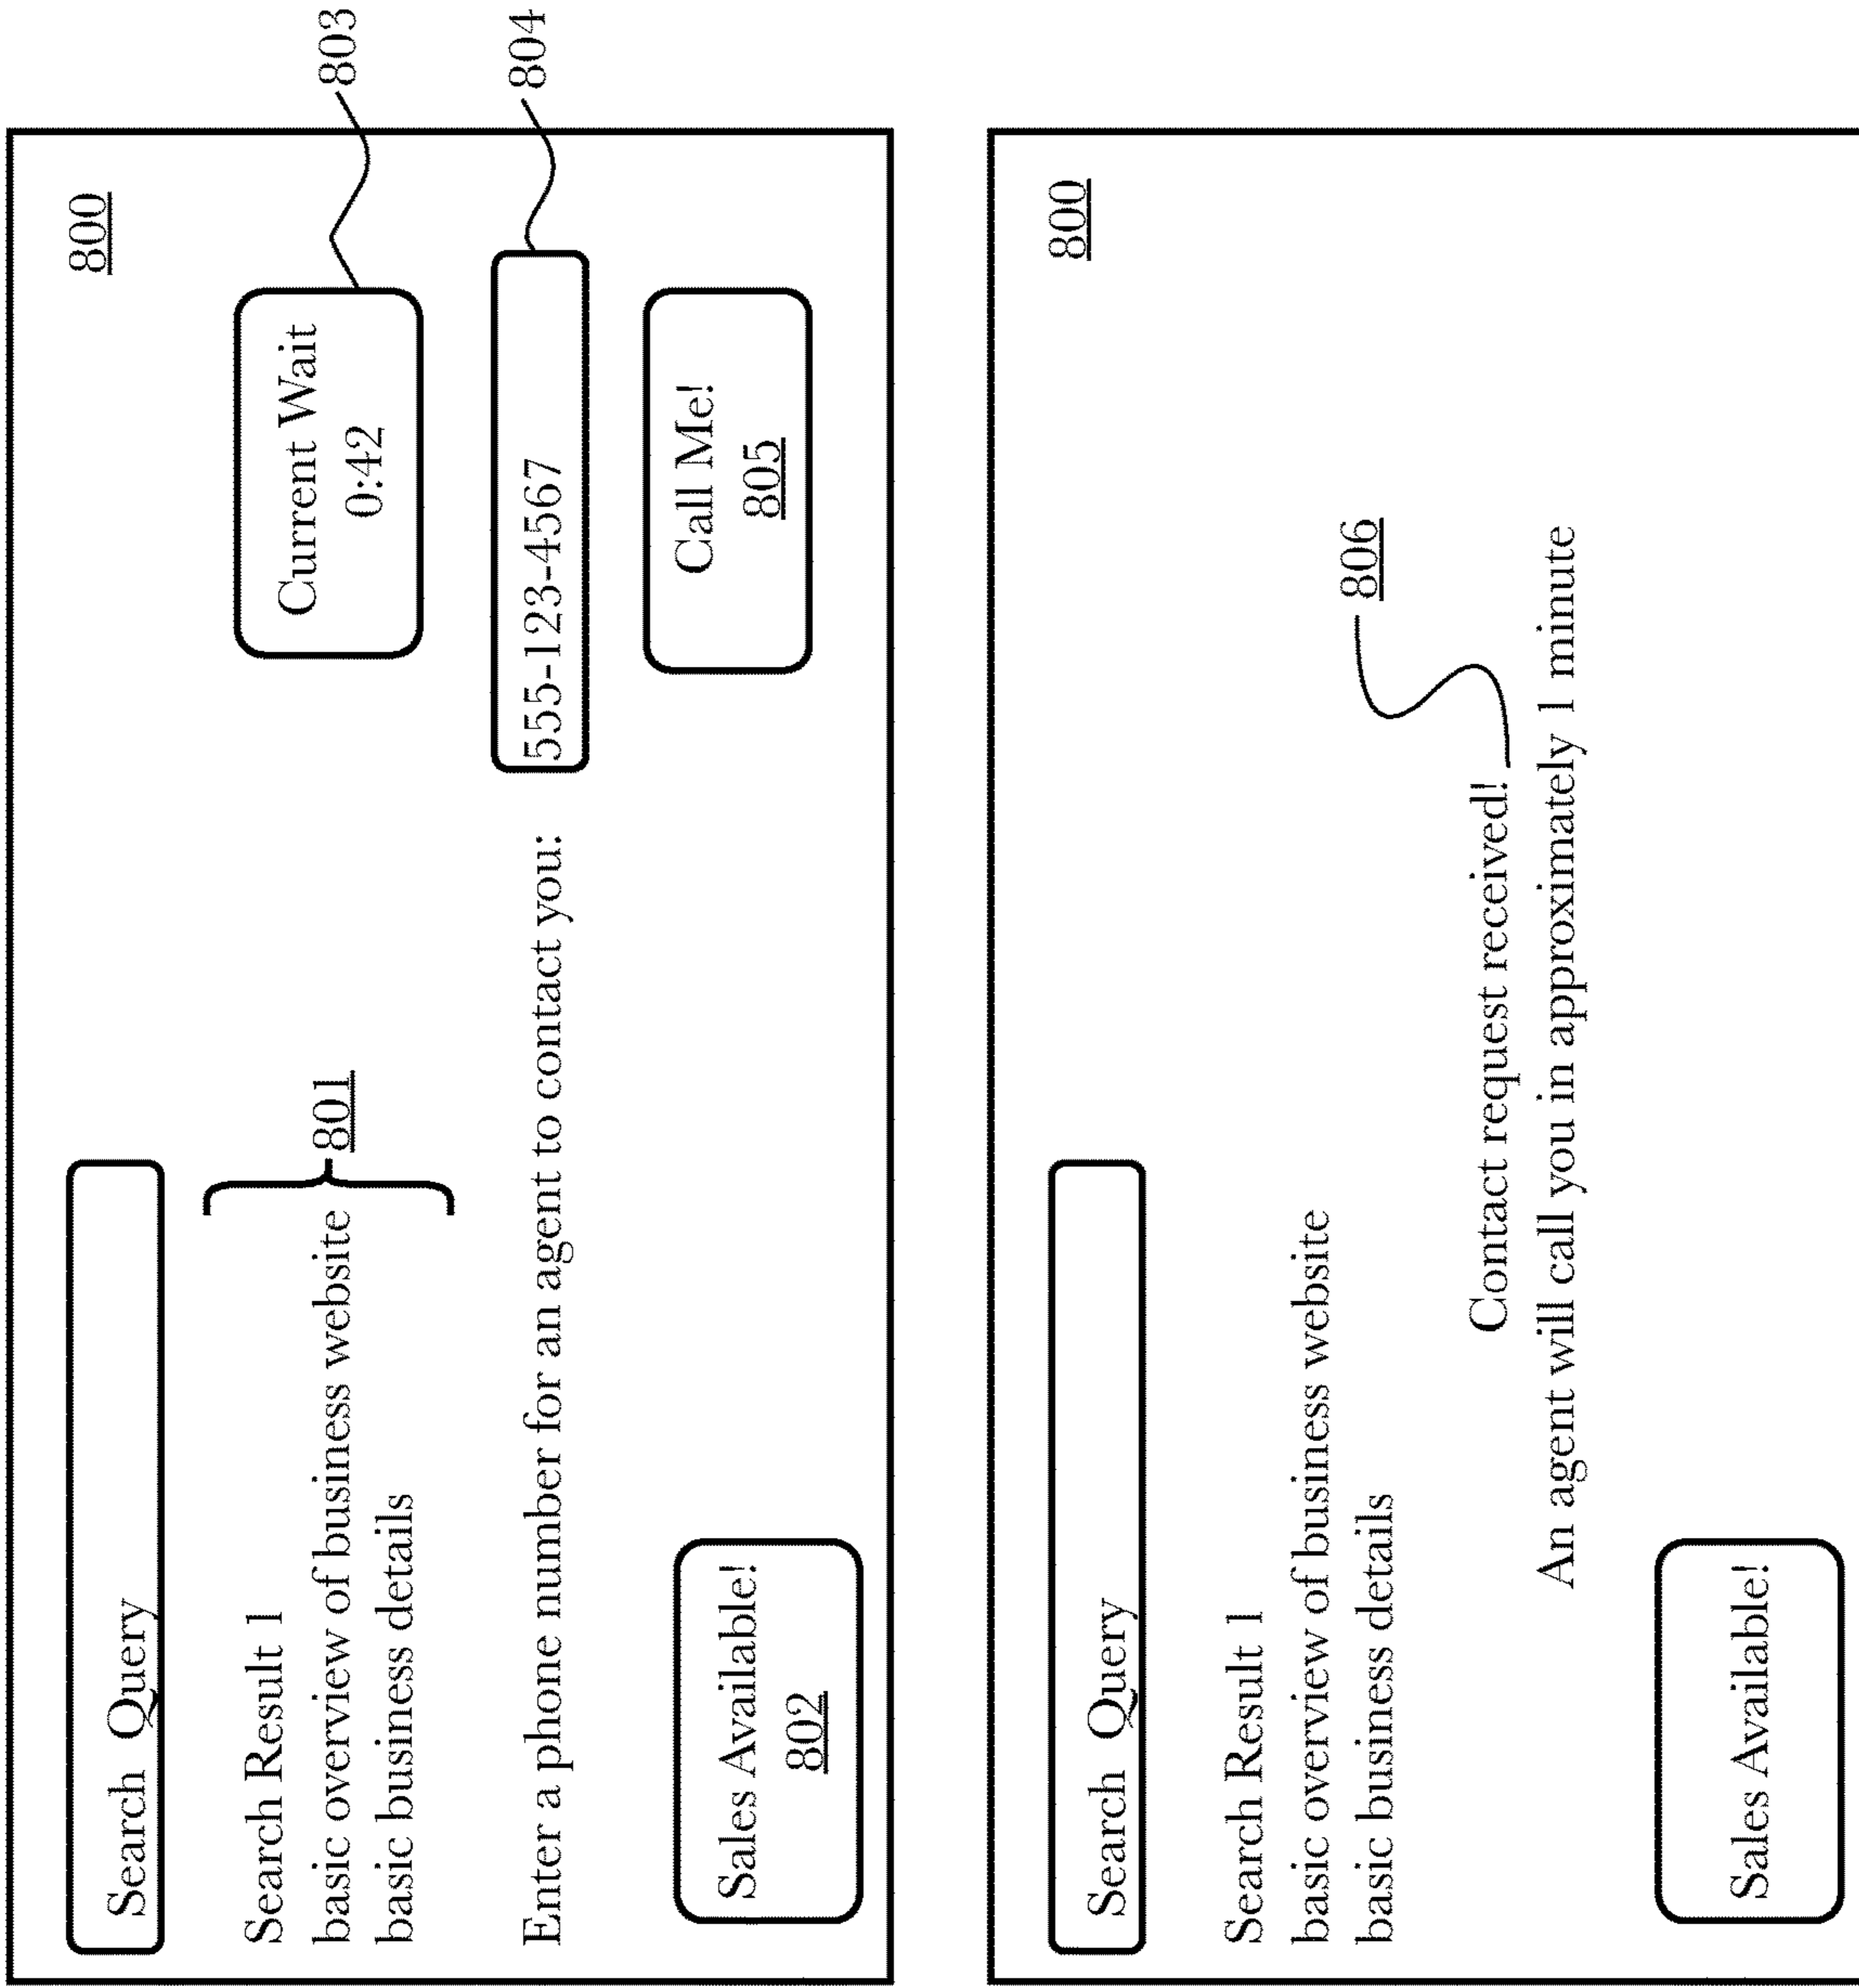 800
Search Query
Search Result 1
basic overview of business website
basic business details
801
Current Wait
0:42
803
Enter a phone number for an agent to contact you:
555-123-4567
804
Sales Available!
802
Call Me!
805
800
Search Query
Search Result 1
basic overview of business website
basic business details
806
Contact request received!
An agent will call you in approximately 1 minute
Sales Available!